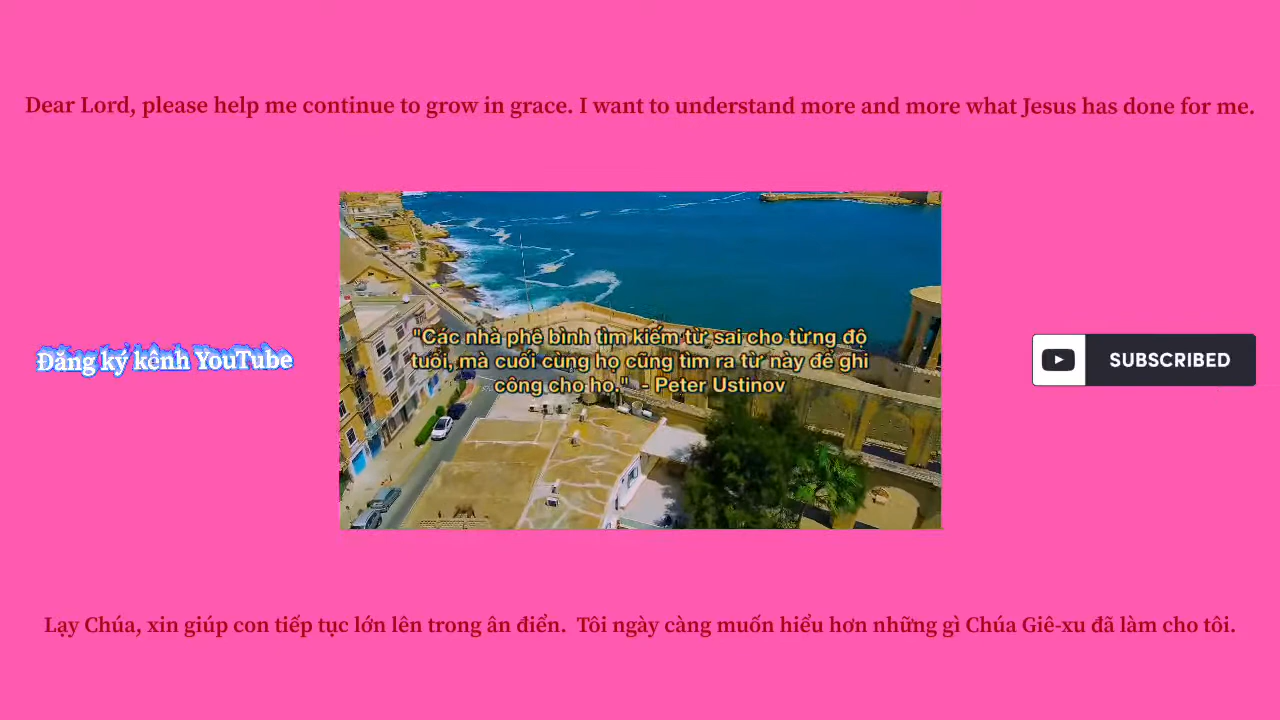 Dear Lord, please help me continue to grow in grace. I want to understand more and more what Jesus has done for me.
"Các nhà phê bình tìm kiếm từ sai cho từng độ
tuổi, mà cuối cùng họ cũng tìm ra từ này để ghi
công cho họ." - Peter Ustinov
Đăng ký kênh YouTube
SUBSCRIBED
Lạy Chúa, xin giúp con tiếp tục lớn lên trong ân điển. Tôi ngày càng muốn hiểu hơn những gì Chúa Giê-xu đã làm cho tôi.